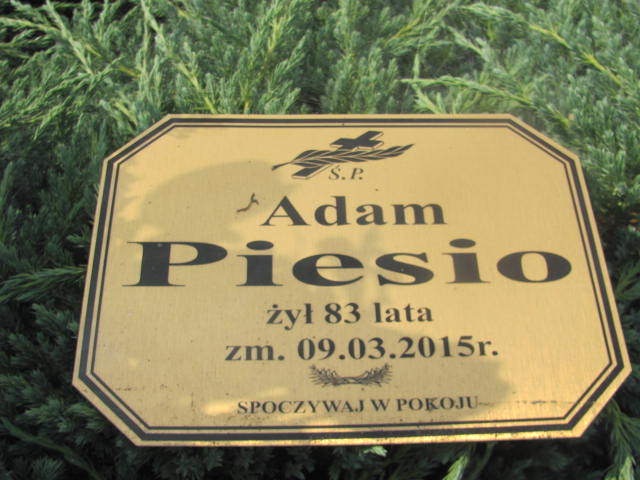 Ś.P.
Adam
Piesio
żył 83 lata
zm. 09.03.2015r.
SPOCZYWAJ W POKOJU